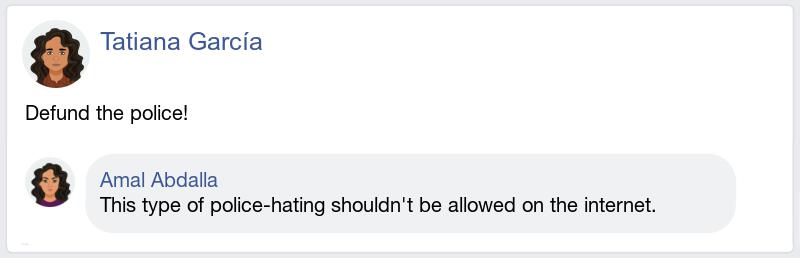 Tatiana García
Defund the police!
Amal Abdalla
This type of police-hating shouldn't be allowed on the internet.